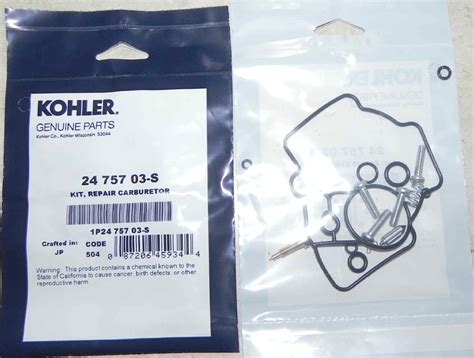 KOHLER
GENUINE PARTS
Kohler Co., Kohler Wisconsin 53044
24 757 03-S
KIT, REPAIR CARBURETOR
1P24 757 03-S
Crafted in: CODE
JP 504
0 87206 45934 4
Warning: This product contains a chemical known to the
State of California to cause cancer, birth defects. or other
reproductive harm
KOHLER
24 757